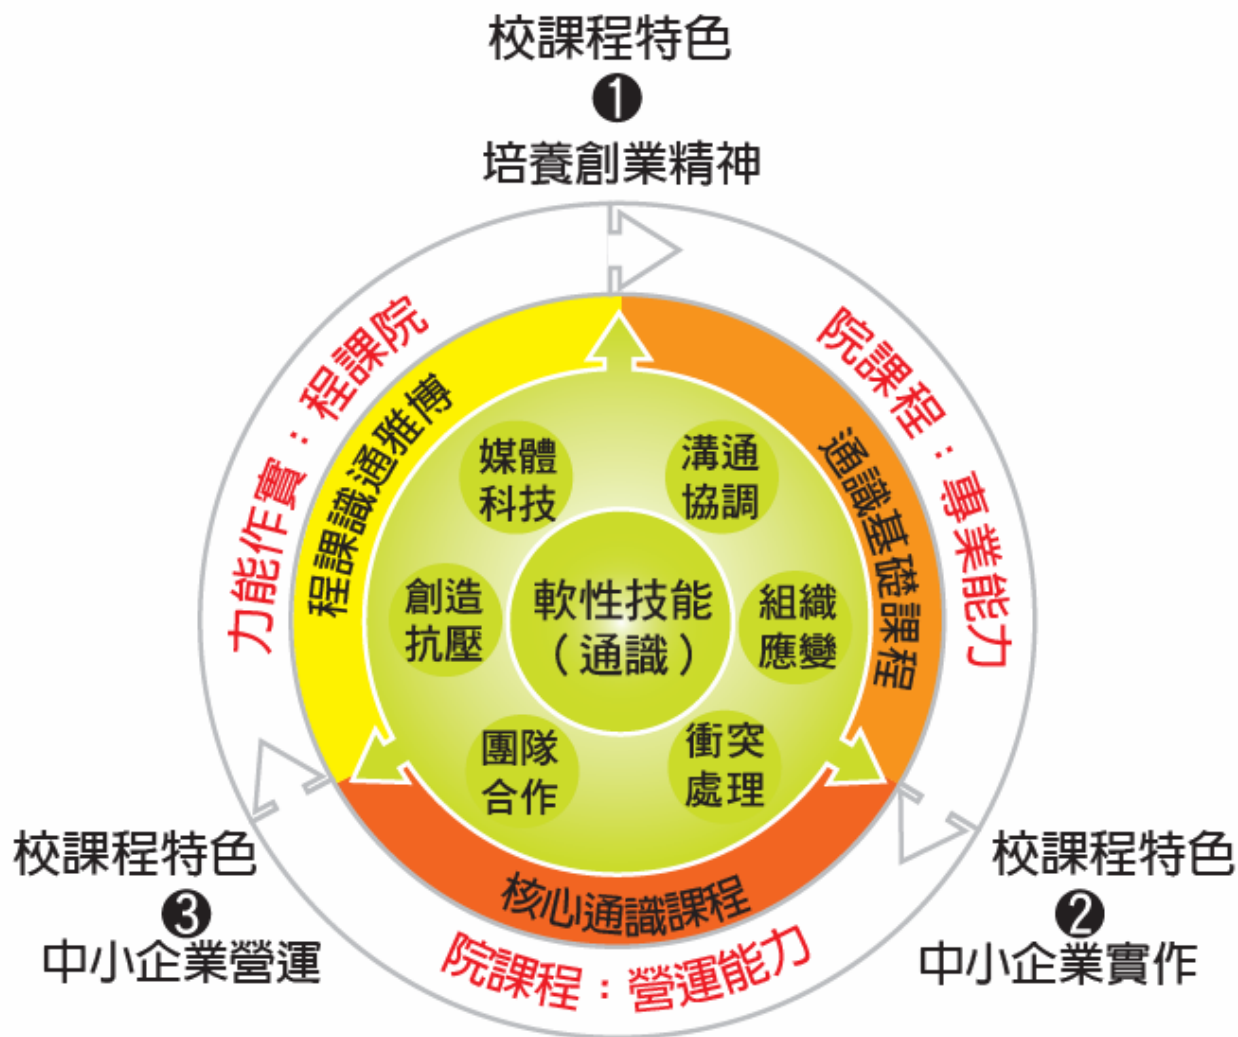 校課程特色
❶
培養創業精神
院課程：專業能力
通識基礎課程
程課識通雅博
力能作實：程課院
媒體
科技
溝通
協調
創造
抗壓
軟性技能
（通識）
組織
應變
團隊
合作
衝突
處理
核心通識課程
院課程：營運能力
校課程特色
❸
中小企業營運
校課程特色
❷
中小企業實作